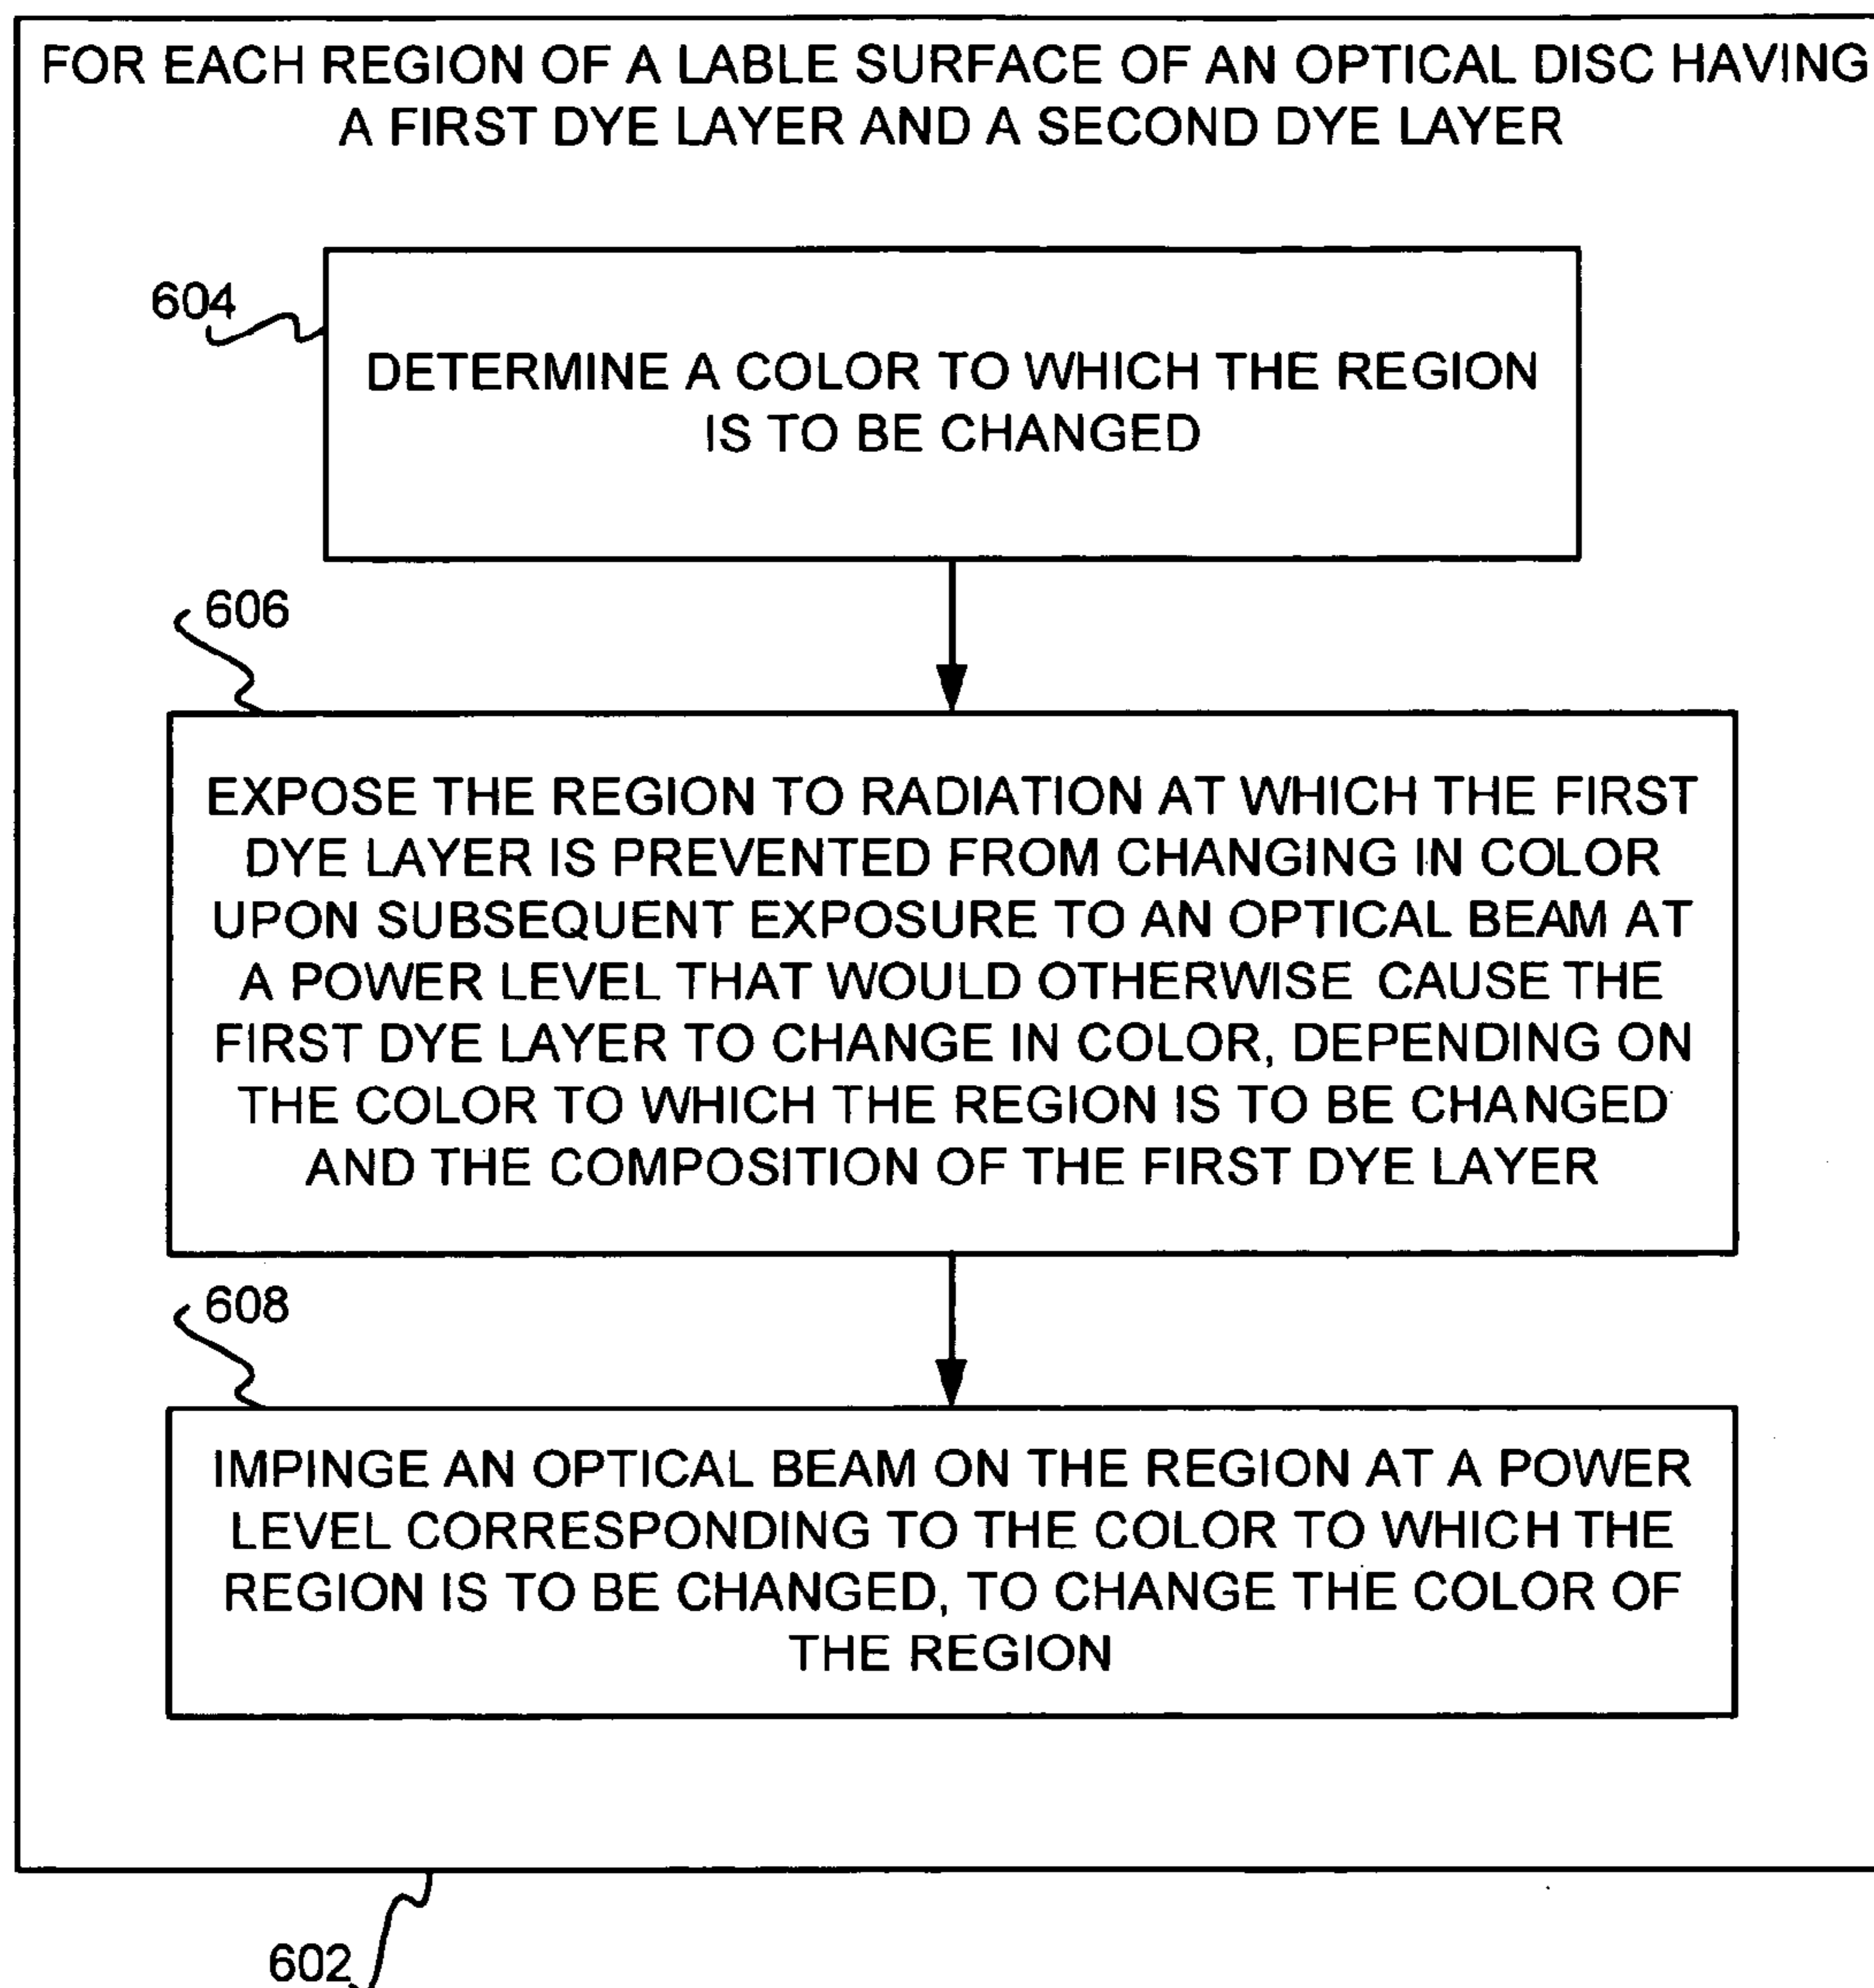 FOR EACH REGION OF A LABLE SURFACE OF AN OPTICAL DISC HAVING
A FIRST DYE LAYER AND A SECOND DYE LAYER
604
DETERMINE A COLOR TO WHICH THE REGION
IS TO BE CHANGED
606
EXPOSE THE REGION TO RADIATION AT WHICH THE FIRST
DYE LAYER IS PREVENTED FROM CHANGING IN COLOR
UPON SUBSEQUENT EXPOSURE TO AN OPTICAL BEAM AT
A POWER LEVEL THAT WOULD OTHERWISE CAUSE THE
FIRST DYE LAYER TO CHANGE IN COLOR, DEPENDING ON
THE COLOR TO WHICH THE REGION IS TO BE CHANGED
AND THE COMPOSITION OF THE FIRST DYE LAYER
608
IMPINGE AN OPTICAL BEAM ON THE REGION AT A POWER
LEVEL CORRESPONDING TO THE COLOR TO WHICH THE
REGION IS TO BE CHANGED, TO CHANGE THE COLOR OF
THE REGION
602